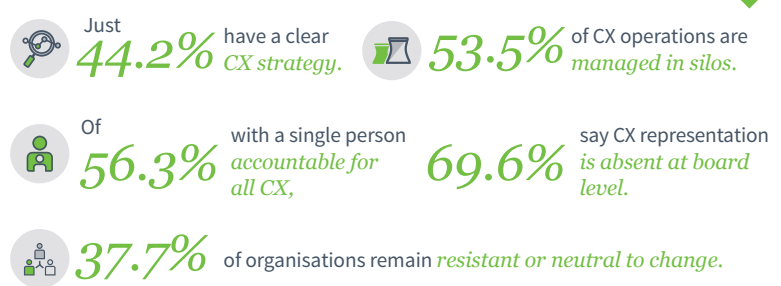 Just
44.2% have a clear
CX strategy.
53.5% of CX operations are
managed in silos.
Of
56.3% with a single person
accountable for
all CX,
69.6% say CX representation
is absent at board
level.
37.7% of organisations remain resistant or neutral to change.